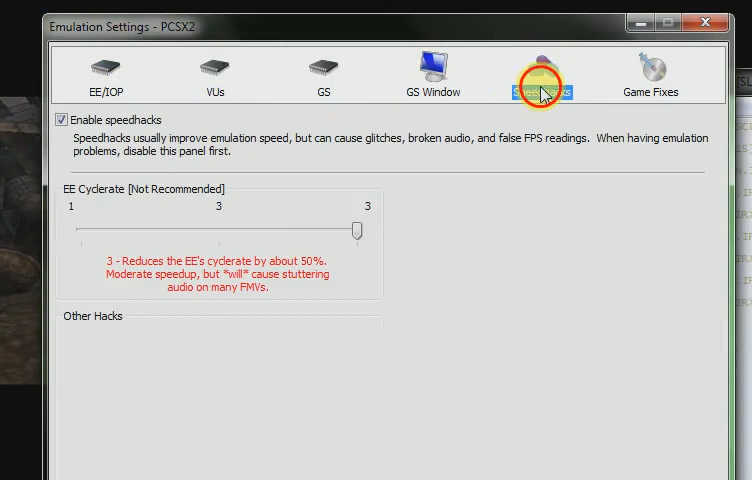 Emulation Settings - PCSX2
EE/IOP
VUs
GS
GS Window
Speedhacks
Game Fixes
Enable speedhacks
Speedhacks usually improve emulation speed, but can cause glitches, broken audio, and false FPS readings. When having emulation
problems, disable this panel first.
EE Cyclerate [Not Recommended]
1 3 3
3 - Reduces the EE's cyclerate by about 50%.
Moderate speedup, but *will* cause stuttering
audio on many FMVs.
Other Hacks